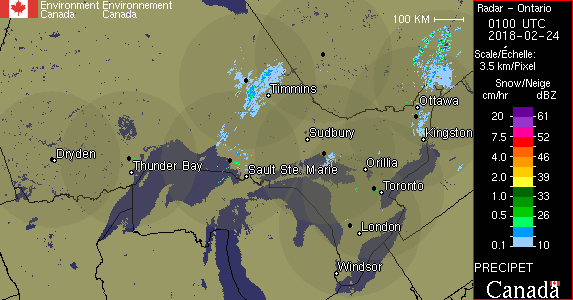 Environment Environnement
Canada Canada
Radar - Ontario
0100 UTC
2018-02-24
100 KM
Scale/Échelle:
3.5 km/Pixel
Snow/Neige
cm/hr dBZ
20 61
7.5 57
5.0 52
4.0 46
2.0 39
1.0 33
0.5 26
0.1 10
Timmins
Ottawa
Sudbury
Kingston
Dryden
Thunder Bay
Sault Ste. Marie
Orillia
Toronto
London
Windsor
PRECIPET
Canada